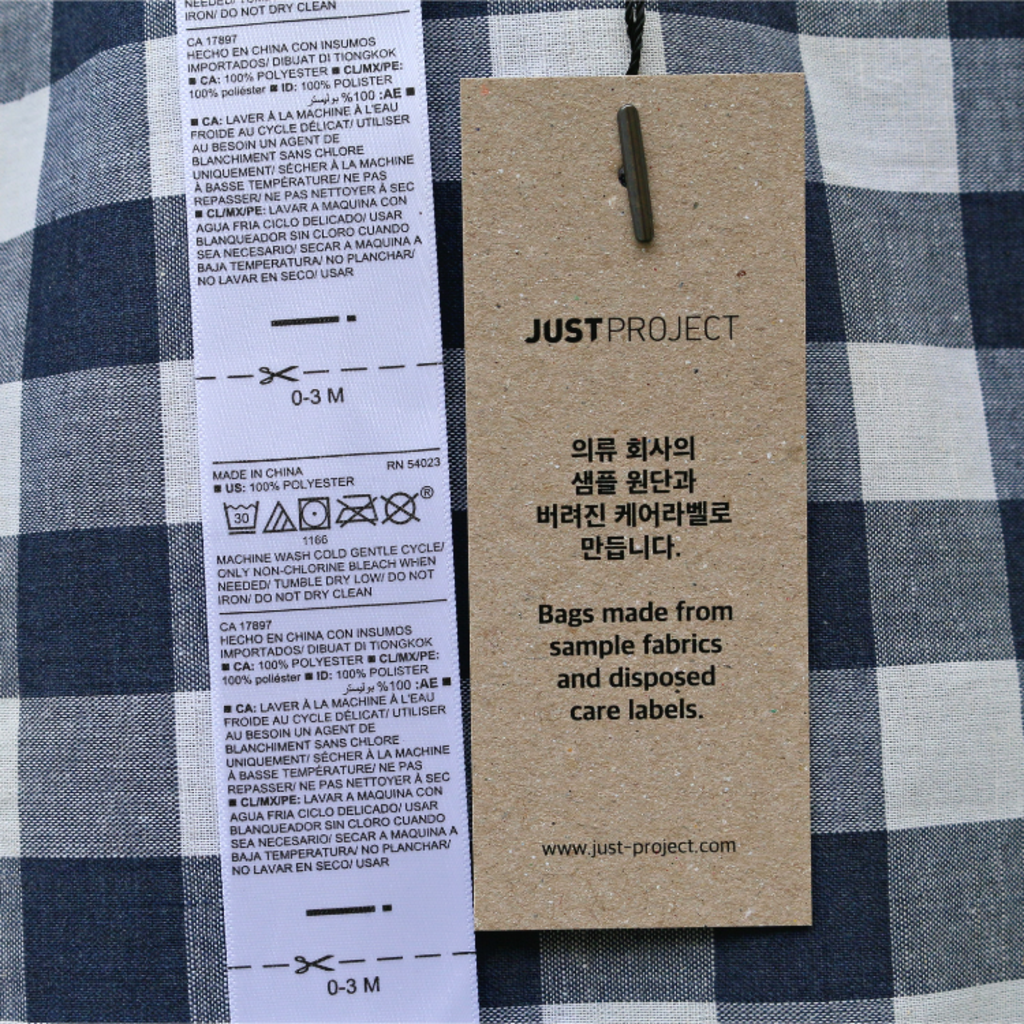 NEEDED/ TUM
IRON/ DO NOT DRY CLEAN
CA 17897
HECHO EN CHINA CON INSUMOS
IMPORTADOS/ DIBUAT DI TIONGKOK
■ CA: 100% POLYESTER ■ CL/MX/PE:
100% poliéster ■ ID: 100% POLISTER
■ AE: 100% بوليستر
■ CA: LAVER À LA MACHINE À L'EAU
FROIDE AU CYCLE DÉLICAT/ UTILISER
AU BESOIN UN AGENT DE
BLANCHIMENT SANS CHLORE
UNIQUEMENT/ SÉCHER À LA MACHINE
À BASSE TEMPÉRATURE/ NE PAS
REPASSER/ NE PAS NETTOYER À SEC
■ CL/MX/PE: LAVAR A MAQUINA CON
AGUA FRIA CICLO DELICADO/ USAR
BLANQUEADOR SIN CLORO CUANDO
SEA NECESARIO/ SECAR A MAQUINA A
BAJA TEMPERATURA/ NO PLANCHAR/
NO LAVAR EN SECO/ USAR
0-3 M
MADE IN CHINA RN 54023
■ US: 100% POLYESTER
30 ®
1166
MACHINE WASH COLD GENTLE CYCLE/
ONLY NON-CHLORINE BLEACH WHEN
NEEDED/ TUMBLE DRY LOW/ DO NOT
IRON/ DO NOT DRY CLEAN
CA 17897
HECHO EN CHINA CON INSUMOS
IMPORTADOS/ DIBUAT DI TIONGKOK
■ CA: 100% POLYESTER ■ CL/MX/PE:
100% poliéster ■ ID: 100% POLISTER
■ AE: 100% بوليستر
■ CA: LAVER À LA MACHINE À L'EAU
FROIDE AU CYCLE DÉLICAT/ UTILISER
AU BESOIN UN AGENT DE
BLANCHIMENT SANS CHLORE
UNIQUEMENT/ SÉCHER À LA MACHINE
À BASSE TEMPÉRATURE/ NE PAS
REPASSER/ NE PAS NETTOYER À SEC
■ CL/MX/PE: LAVAR A MAQUINA CON
AGUA FRIA CICLO DELICADO/ USAR
BLANQUEADOR SIN CLORO CUANDO
SEA NECESARIO/ SECAR A MAQUINA A
BAJA TEMPERATURA/ NO PLANCHAR/
NO LAVAR EN SECO/ USAR
0-3 M
JUSTPROJECT
의류 회사의
샘플 원단과
버려진 케어라벨로
만듭니다.
Bags made from
sample fabrics
and disposed
care labels.
www.just-project.com